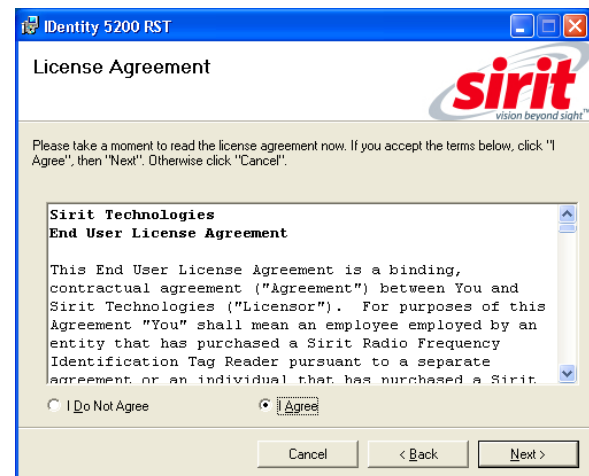 IDentity 5200 RST
License Agreement
sirit
vision beyond sight™
Please take a moment to read the license agreement now. If you accept the terms below, click "I
Agree", then "Next". Otherwise click "Cancel".
Sirit Technologies
End User License Agreement
This End User License Agreement is a binding,
contractual agreement ("Agreement") between You and
Sirit Technologies ("Licensor"). For purposes of this
Agreement "You" shall mean an employee employed by an
entity that has purchased a Sirit Radio Frequency
Identification Tag Reader pursuant to a separate
agreement or an individual that has purchased a Sirit
I Do Not Agree
I Agree
Cancel
< Back
Next >